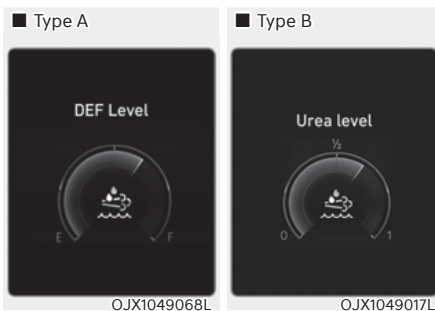 ■ Type A
DEF Level
E F
OJX1049068L
■ Type B
Urea level
½
0 1
OJX1049017L